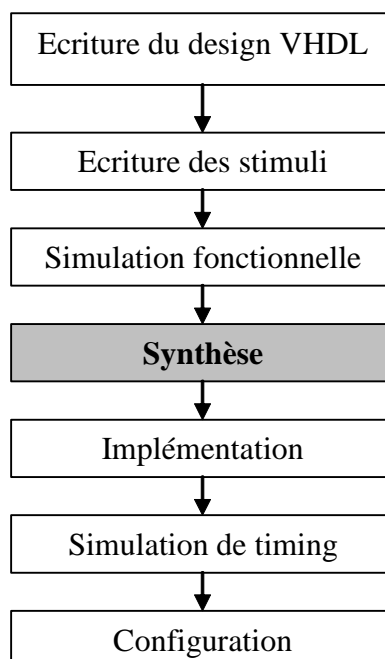 Ecriture du design VHDL
Ecriture des stimuli
Simulation fonctionnelle
Synthèse
Implémentation
Simulation de timing
Configuration